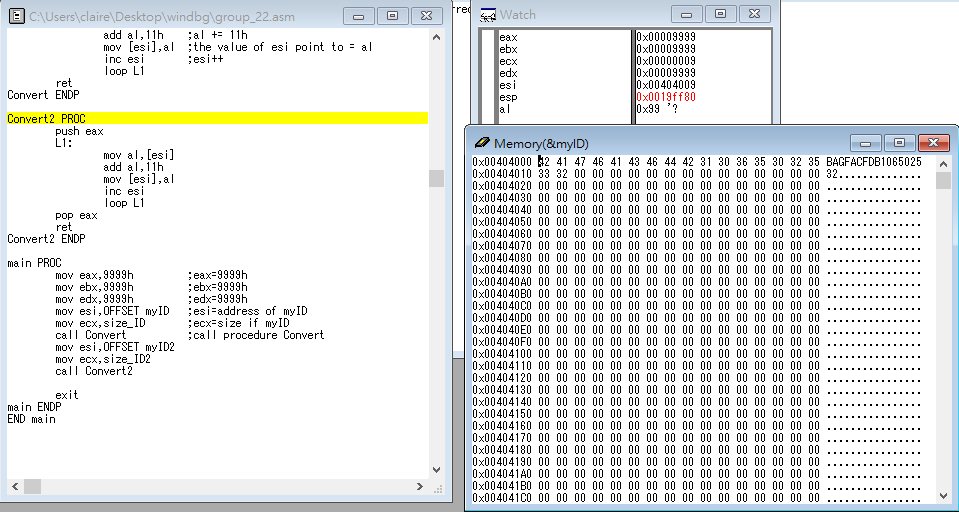 C:\Users\claire\Desktop\windbg\group_22.asm
add al,11h ;al += 11h
mov [esi],al ;the value of esi point to = al
inc esi ;esi++
loop L1
ret
Convert ENDP
Convert2 PROC
push eax
L1:
mov al,[esi]
add al,11h
mov [esi],al
inc esi
loop L1
pop eax
ret
Convert2 ENDP
main PROC
mov eax,9999h ;eax=9999h
mov ebx,9999h ;ebx=9999h
mov edx,9999h ;edx=9999h
mov esi,OFFSET myID ;esi=address of myID
mov ecx,size_ID ;ecx=size if myID
call Convert ;call procedure Convert
mov esi,OFFSET myID2
mov ecx,size_ID2
call Convert2
exit
main ENDP
END main
Watch
eax 0x00009999
ebx 0x00009999
ecx 0x00000009
edx 0x00009999
esi 0x00404009
esp 0x0019ff80
al 0x99 '?
Memory(&myID)
0x00404000 42 41 47 46 41 43 46 44 42 31 30 36 35 30 32 35 BAGFACFDB1065025
0x00404010 33 32 00 00 00 00 00 00 00 00 00 00 00 00 00 00 32..............
0x00404020 00 00 00 00 00 00 00 00 00 00 00 00 00 00 00 00 ................
0x00404030 00 00 00 00 00 00 00 00 00 00 00 00 00 00 00 00 ................
0x00404040 00 00 00 00 00 00 00 00 00 00 00 00 00 00 00 00 ................
0x00404050 00 00 00 00 00 00 00 00 00 00 00 00 00 00 00 00 ................
0x00404060 00 00 00 00 00 00 00 00 00 00 00 00 00 00 00 00 ................
0x00404070 00 00 00 00 00 00 00 00 00 00 00 00 00 00 00 00 ................
0x00404080 00 00 00 00 00 00 00 00 00 00 00 00 00 00 00 00 ................
0x00404090 00 00 00 00 00 00 00 00 00 00 00 00 00 00 00 00 ................
0x004040A0 00 00 00 00 00 00 00 00 00 00 00 00 00 00 00 00 ................
0x004040B0 00 00 00 00 00 00 00 00 00 00 00 00 00 00 00 00 ................
0x004040C0 00 00 00 00 00 00 00 00 00 00 00 00 00 00 00 00 ................
0x004040D0 00 00 00 00 00 00 00 00 00 00 00 00 00 00 00 00 ................
0x004040E0 00 00 00 00 00 00 00 00 00 00 00 00 00 00 00 00 ................
0x004040F0 00 00 00 00 00 00 00 00 00 00 00 00 00 00 00 00 ................
0x00404100 00 00 00 00 00 00 00 00 00 00 00 00 00 00 00 00 ................
0x00404110 00 00 00 00 00 00 00 00 00 00 00 00 00 00 00 00 ................
0x00404120 00 00 00 00 00 00 00 00 00 00 00 00 00 00 00 00 ................
0x00404130 00 00 00 00 00 00 00 00 00 00 00 00 00 00 00 00 ................
0x00404140 00 00 00 00 00 00 00 00 00 00 00 00 00 00 00 00 ................
0x00404150 00 00 00 00 00 00 00 00 00 00 00 00 00 00 00 00 ................
0x00404160 00 00 00 00 00 00 00 00 00 00 00 00 00 00 00 00 ................
0x00404170 00 00 00 00 00 00 00 00 00 00 00 00 00 00 00 00 ................
0x00404180 00 00 00 00 00 00 00 00 00 00 00 00 00 00 00 00 ................
0x00404190 00 00 00 00 00 00 00 00 00 00 00 00 00 00 00 00 ................
0x004041A0 00 00 00 00 00 00 00 00 00 00 00 00 00 00 00 00 ................
0x004041B0 00 00 00 00 00 00 00 00 00 00 00 00 00 00 00 00 ................
0x004041C0 00 00 00 00 00 00 00 00 00 00 00 00 00 00 00 00 ................